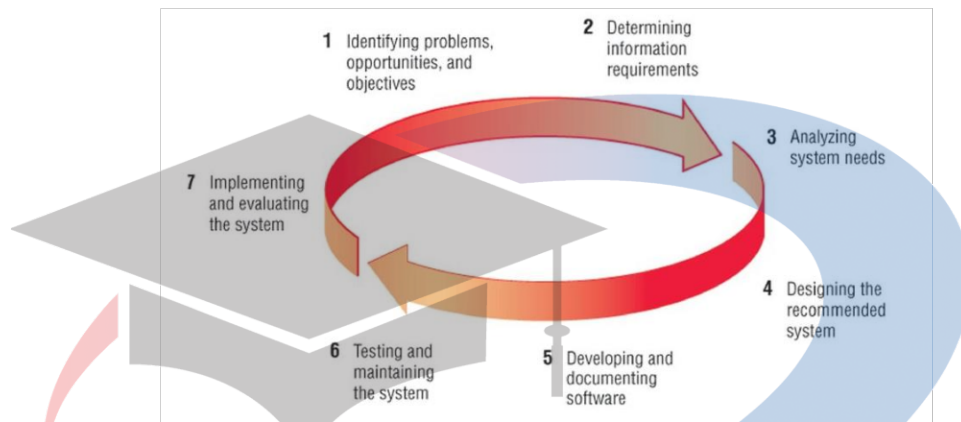 1 Identifying problems,
opportunities, and
objectives
2 Determining
information
requirements
3 Analyzing
system needs
4 Designing the
recommended
system
5 Developing and
documenting
software
6 Testing and
maintaining
the system
7 Implementing
and evaluating
the system